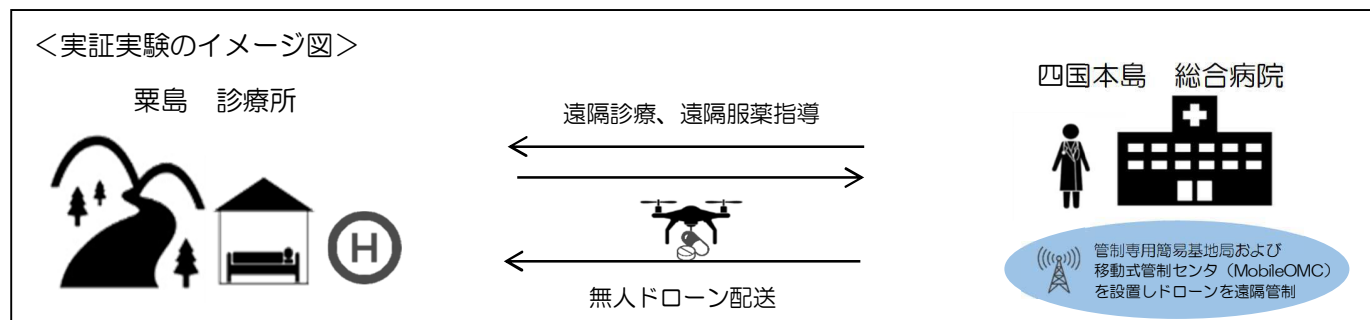 <実証実験のイメージ図>
粟島　診療所
四国本島　総合病院
遠隔診療、遠隔服薬指導
H
管制専用簡易基地局および
移動式管制センタ（MobileOMC）
を設置しドローンを遠隔管制
無人ドローン配送